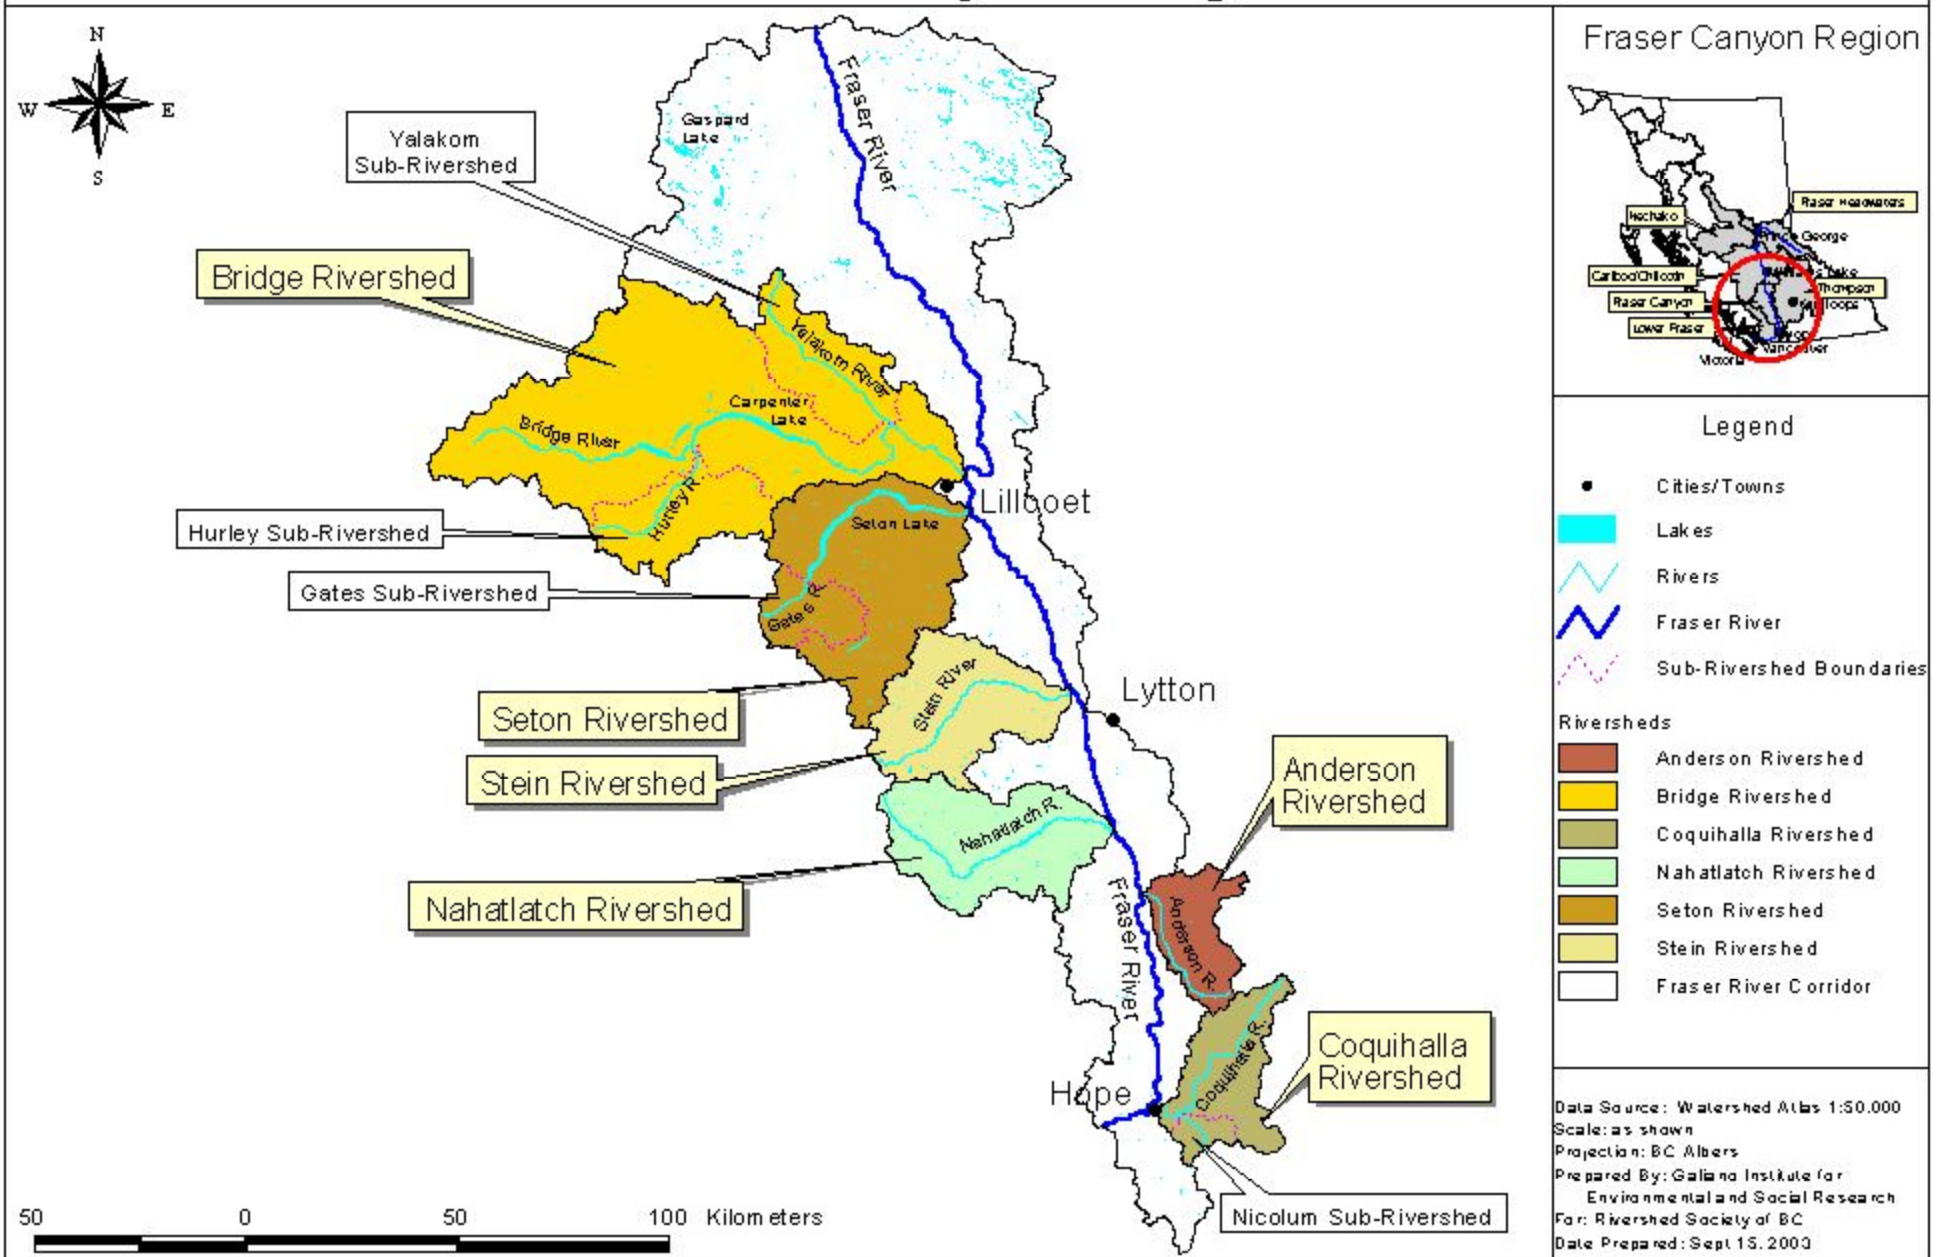 N
W
E
S
Yalakom
Sub-Rivershed
Bridge Rivershed
Gaspard
Lake
Fraser River
Yalakom River
Carpenter
Lake
Bridge River
Hurley R.
Hurley Sub-Rivershed
Lillooet
Seton Lake
Gates Sub-Rivershed
Gates R.
Seton Rivershed
Stein River
Stein Rivershed
Lytton
Nahatlatch R.
Nahatlatch Rivershed
Anderson
Rivershed
Fraser River
Anderson R.
Coquihalla
Rivershed
Coquihalla R.
Hope
Nicolum Sub-Rivershed
50 0 50 100 Kilometers
Fraser Canyon Region
Fraser Headwaters
Nechako
George
Cariboo/Chilcotin
Lake
Thompson
Fraser Canyon
Lower Fraser
Vancouver
Victoria
Legend
Cities/Towns
Lakes
Rivers
Fraser River
Sub-Rivershed Boundaries
Riversheds
Anderson Rivershed
Bridge Rivershed
Coquihalla Rivershed
Nahatlatch Rivershed
Seton Rivershed
Stein Rivershed
Fraser River Corridor
Data Source: Watershed Atlas 1:50.000
Scale: as shown
Projection: BC Albers
Prepared By: Galiano Institute for
Environmental and Social Research
For: Rivershed Society of BC
Date Prepared: Sept 15, 2003